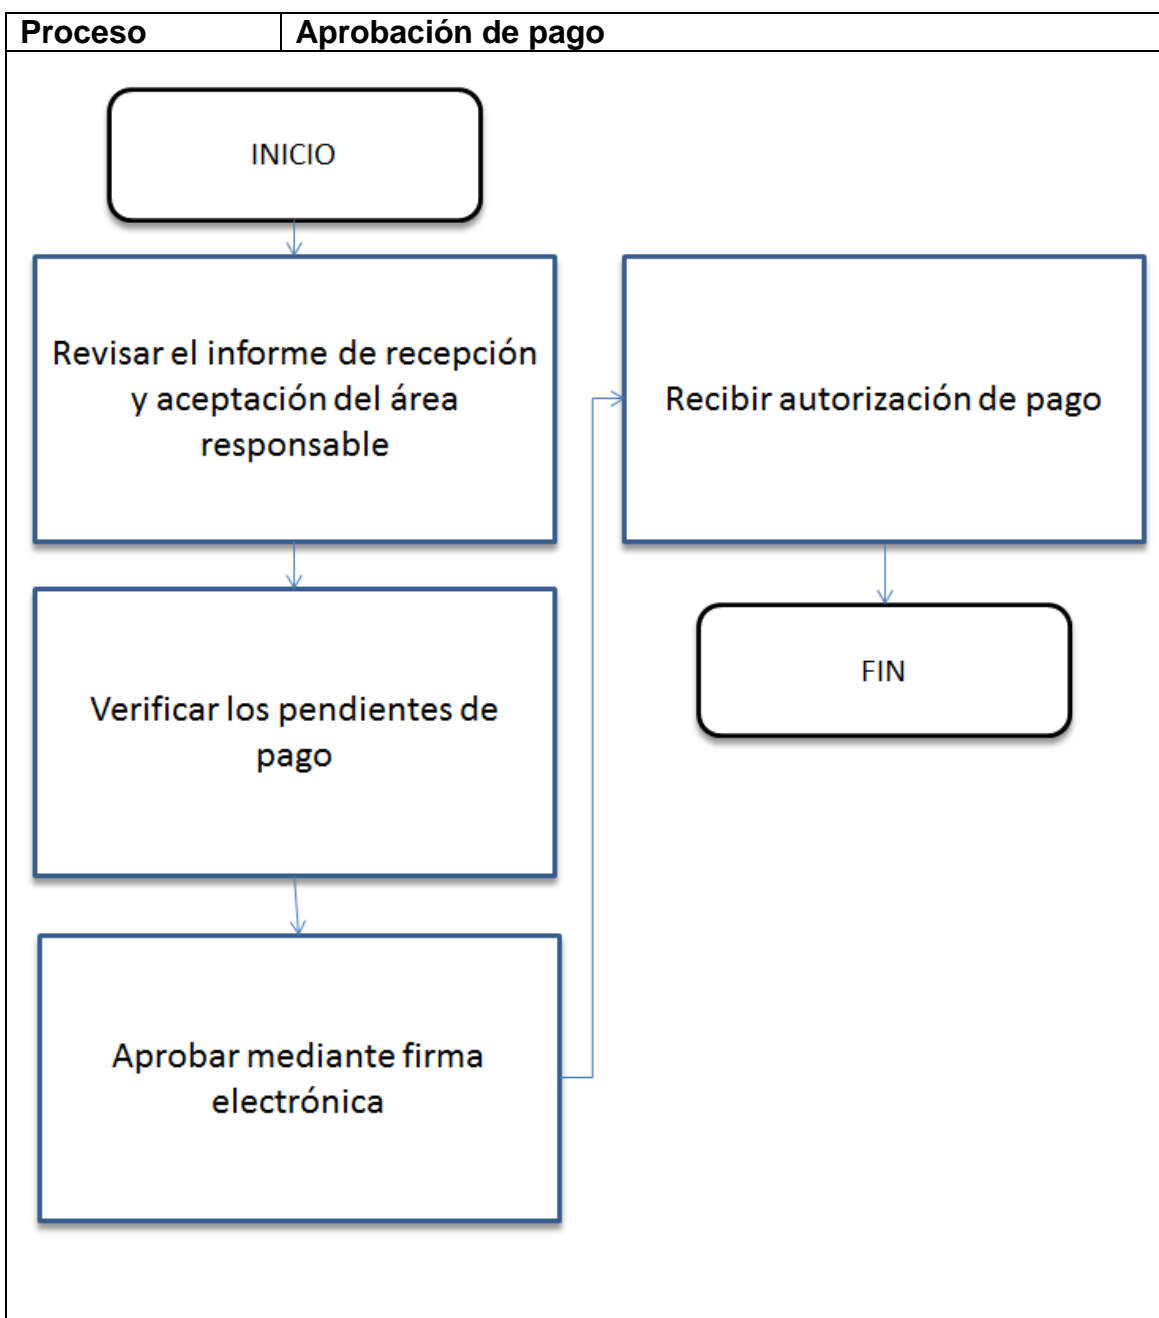 Proceso
Aprobación de pago
INICIO
Revisar el informe de recepción
y aceptación del área
responsable
Verificar los pendientes de
pago
Aprobar mediante firma
electrónica
Recibir autorización de pago
FIN